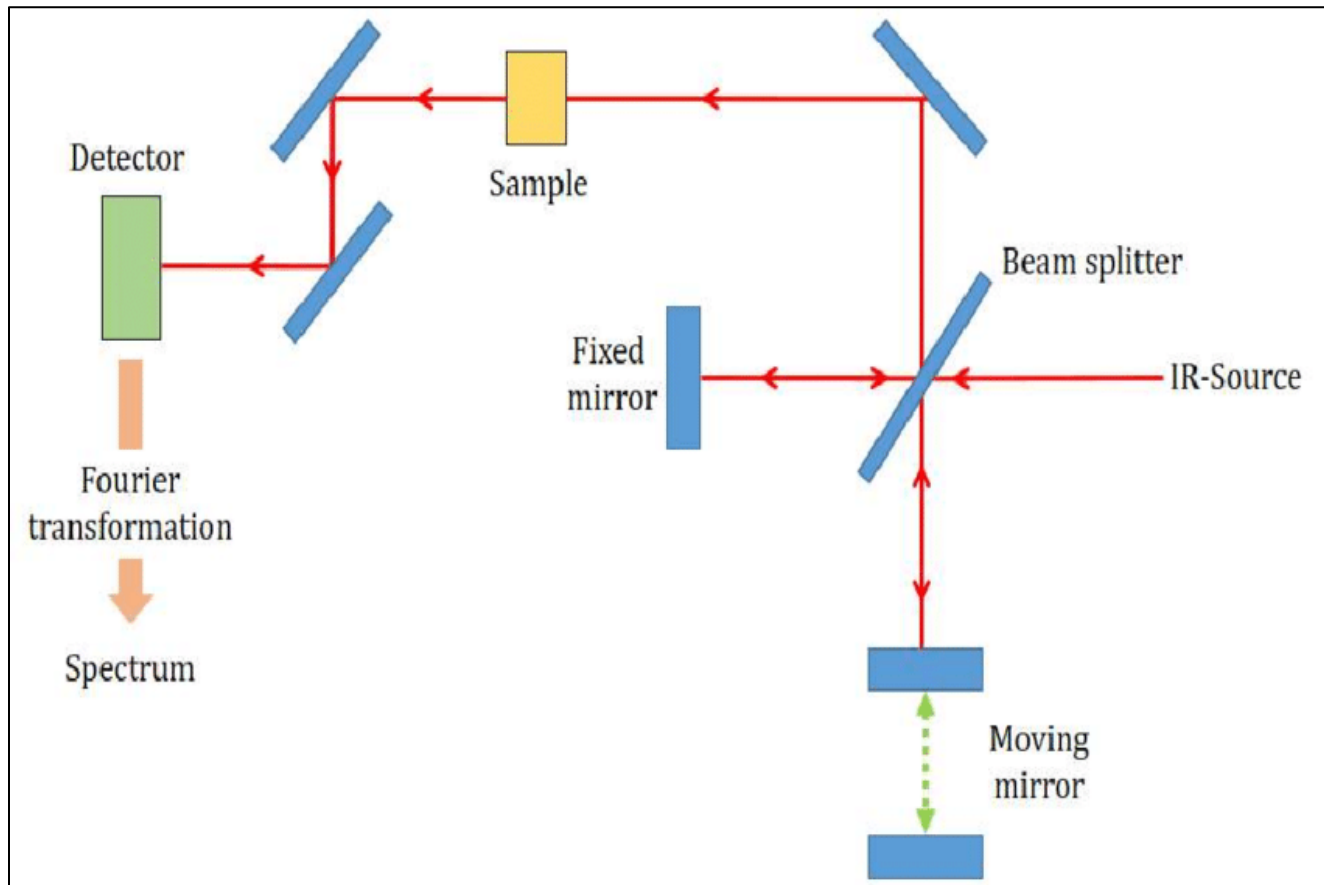 Detector
Sample
Beam splitter
Fixed
mirror
IR-Source
Fourier
transformation
Spectrum
Moving
mirror